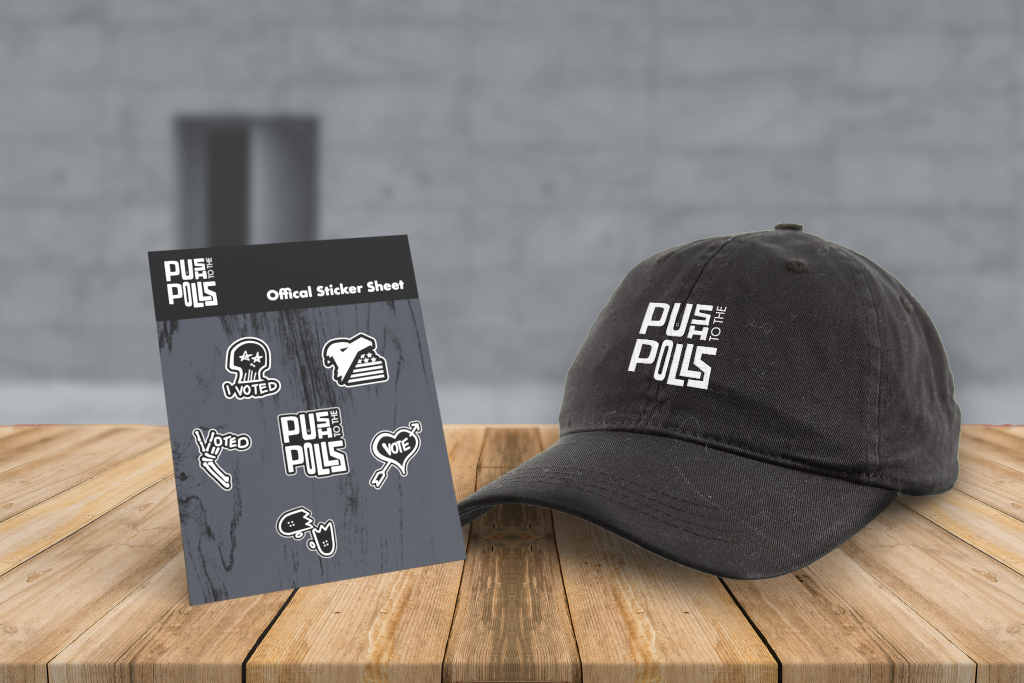 PUSH TO THE
POLLS
Offical Sticker Sheet
I VOTED
VOTED
PUSH TO THE
POLLS
VOTE
PUSH TO THE
POLLS